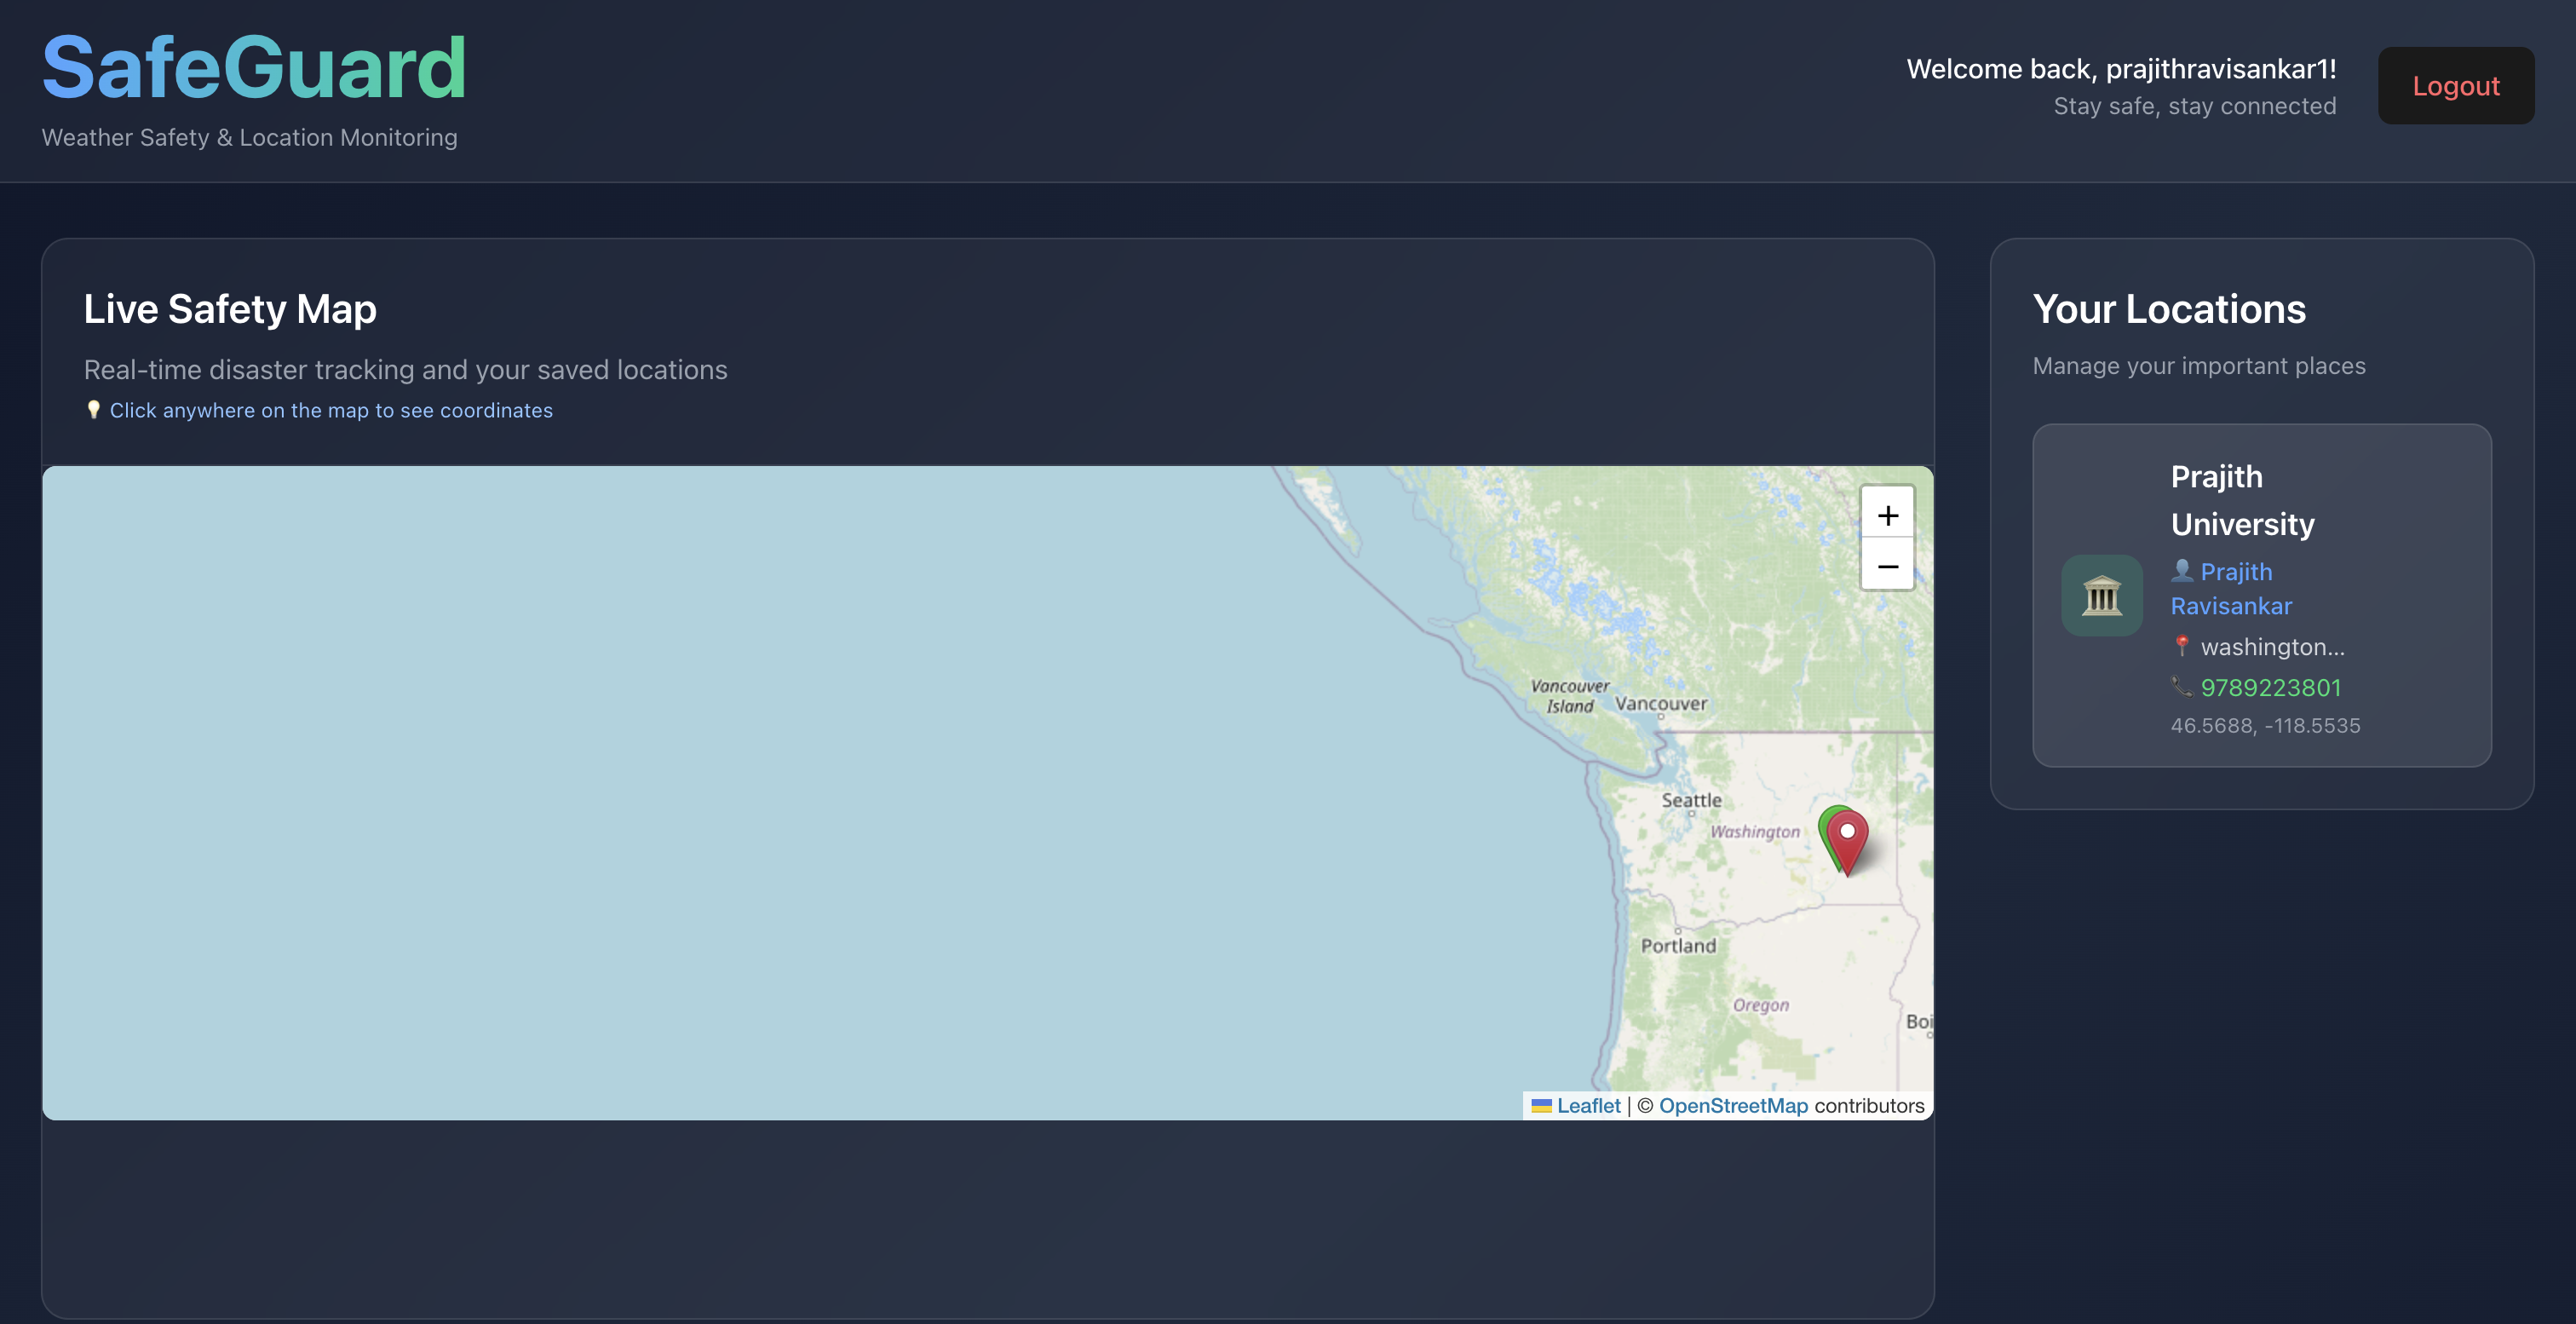 SafeGuard
Weather Safety & Location Monitoring
Welcome back, prajithravisankar1!
Stay safe, stay connected
Logout
Live Safety Map
Real-time disaster tracking and your saved locations
💡 Click anywhere on the map to see coordinates
+
−
Vancouver
Island
Vancouver
Seattle
Washington
Portland
Oregon
Boi
Leaflet | © OpenStreetMap contributors
Your Locations
Manage your important places
Prajith
University
👤 Prajith
Ravisankar
📍 washington...
📞 9789223801
46.5688, -118.5535